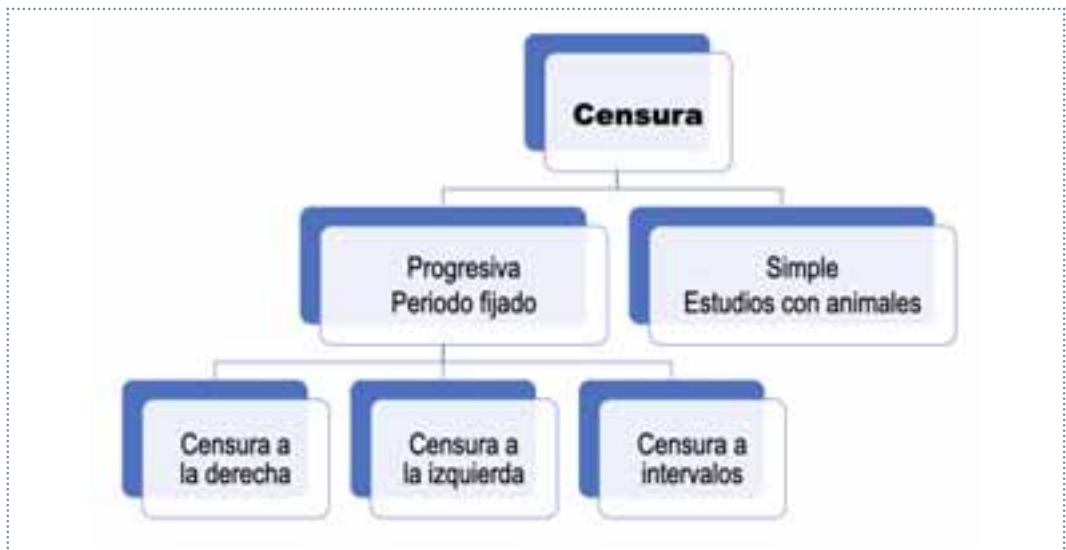 Censura
Progresiva
Periodo fijado
Simple
Estudios con animales
Censura a
la derecha
Censura a
la izquierda
Censura a
intervalos